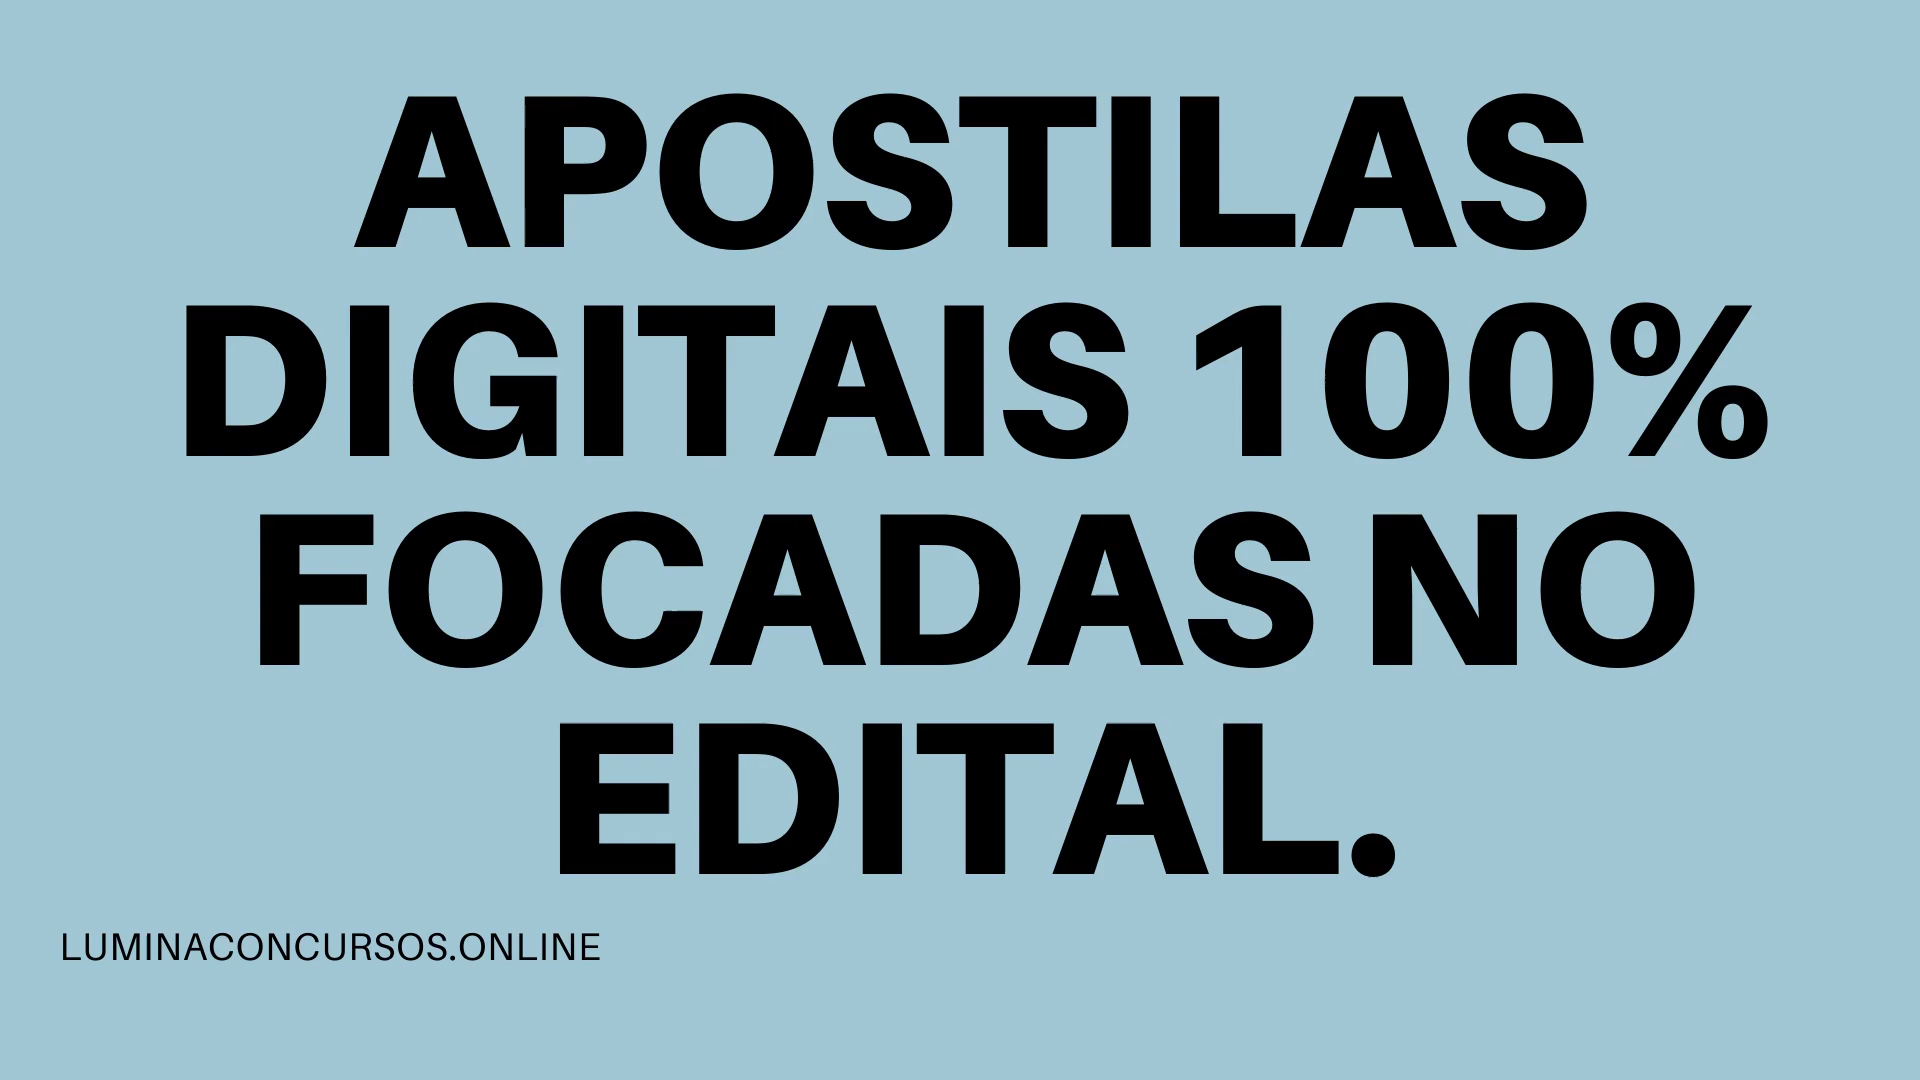 APOSTILAS
DIGITAIS 100%
FOCADAS NO
EDITAL.
LUMINACONCURSOS.ONLINE